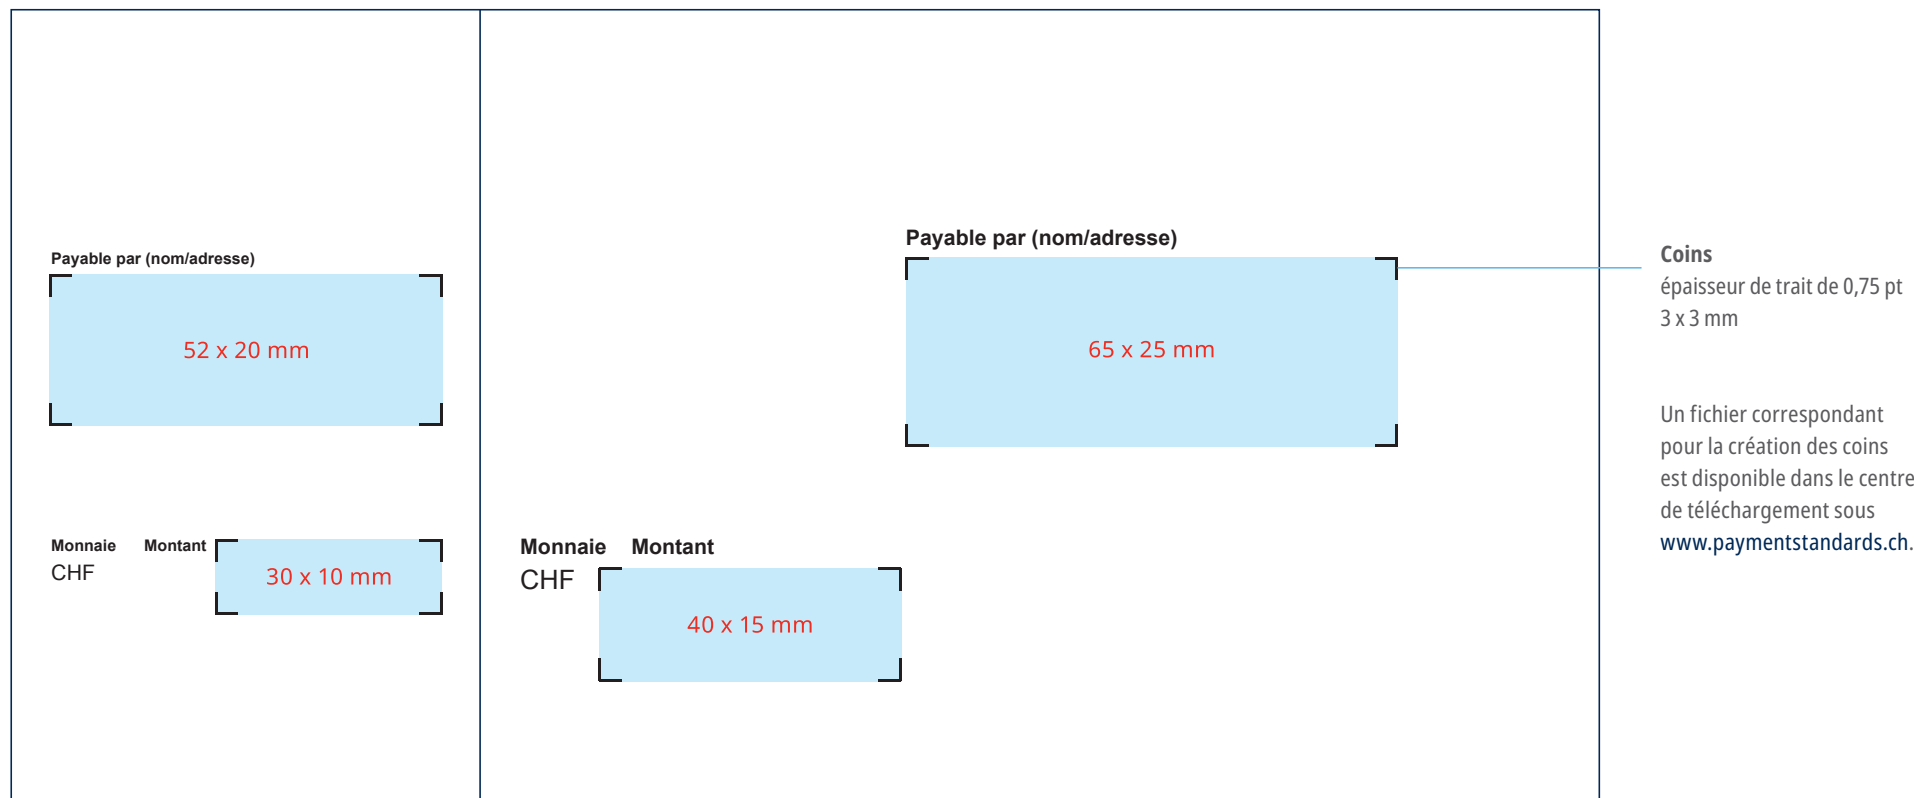 Payable par (nom/adresse)
52 x 20 mm
Monnaie Montant
CHF
30 x 10 mm
Payable par (nom/adresse)
65 x 25 mm
Monnaie Montant
CHF
40 x 15 mm
Coins
épaisseur de trait de 0,75 pt
3 x 3 mm
Un fichier correspondant
pour la création des coins
est disponible dans le centre
de téléchargement sous
www.paymentstandards.ch.